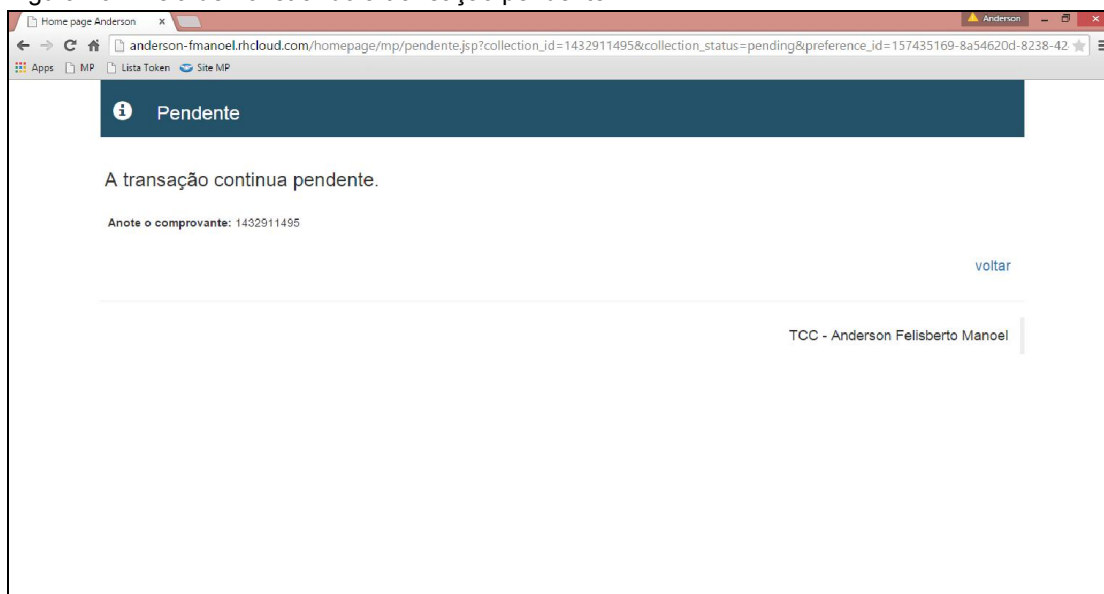 Home page Anderson
Anderson
anderson-fmanoel.rhcloud.com/homepage/mp/pendente.jsp?collection_id=1432911495&collection_status=pending&preference_id=157435169-8a54620d-8238-42
Apps MP Lista Token Site MP
Pendente
A transação continua pendente.
Anote o comprovante: 1432911495
voltar
TCC - Anderson Felisberto Manoel